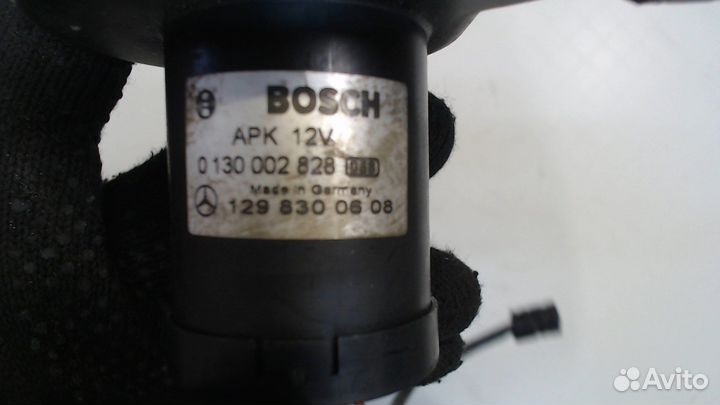 BOSCH
APK 12V
0 130 002 828
Made in Germany
129 830 06 08
Avito